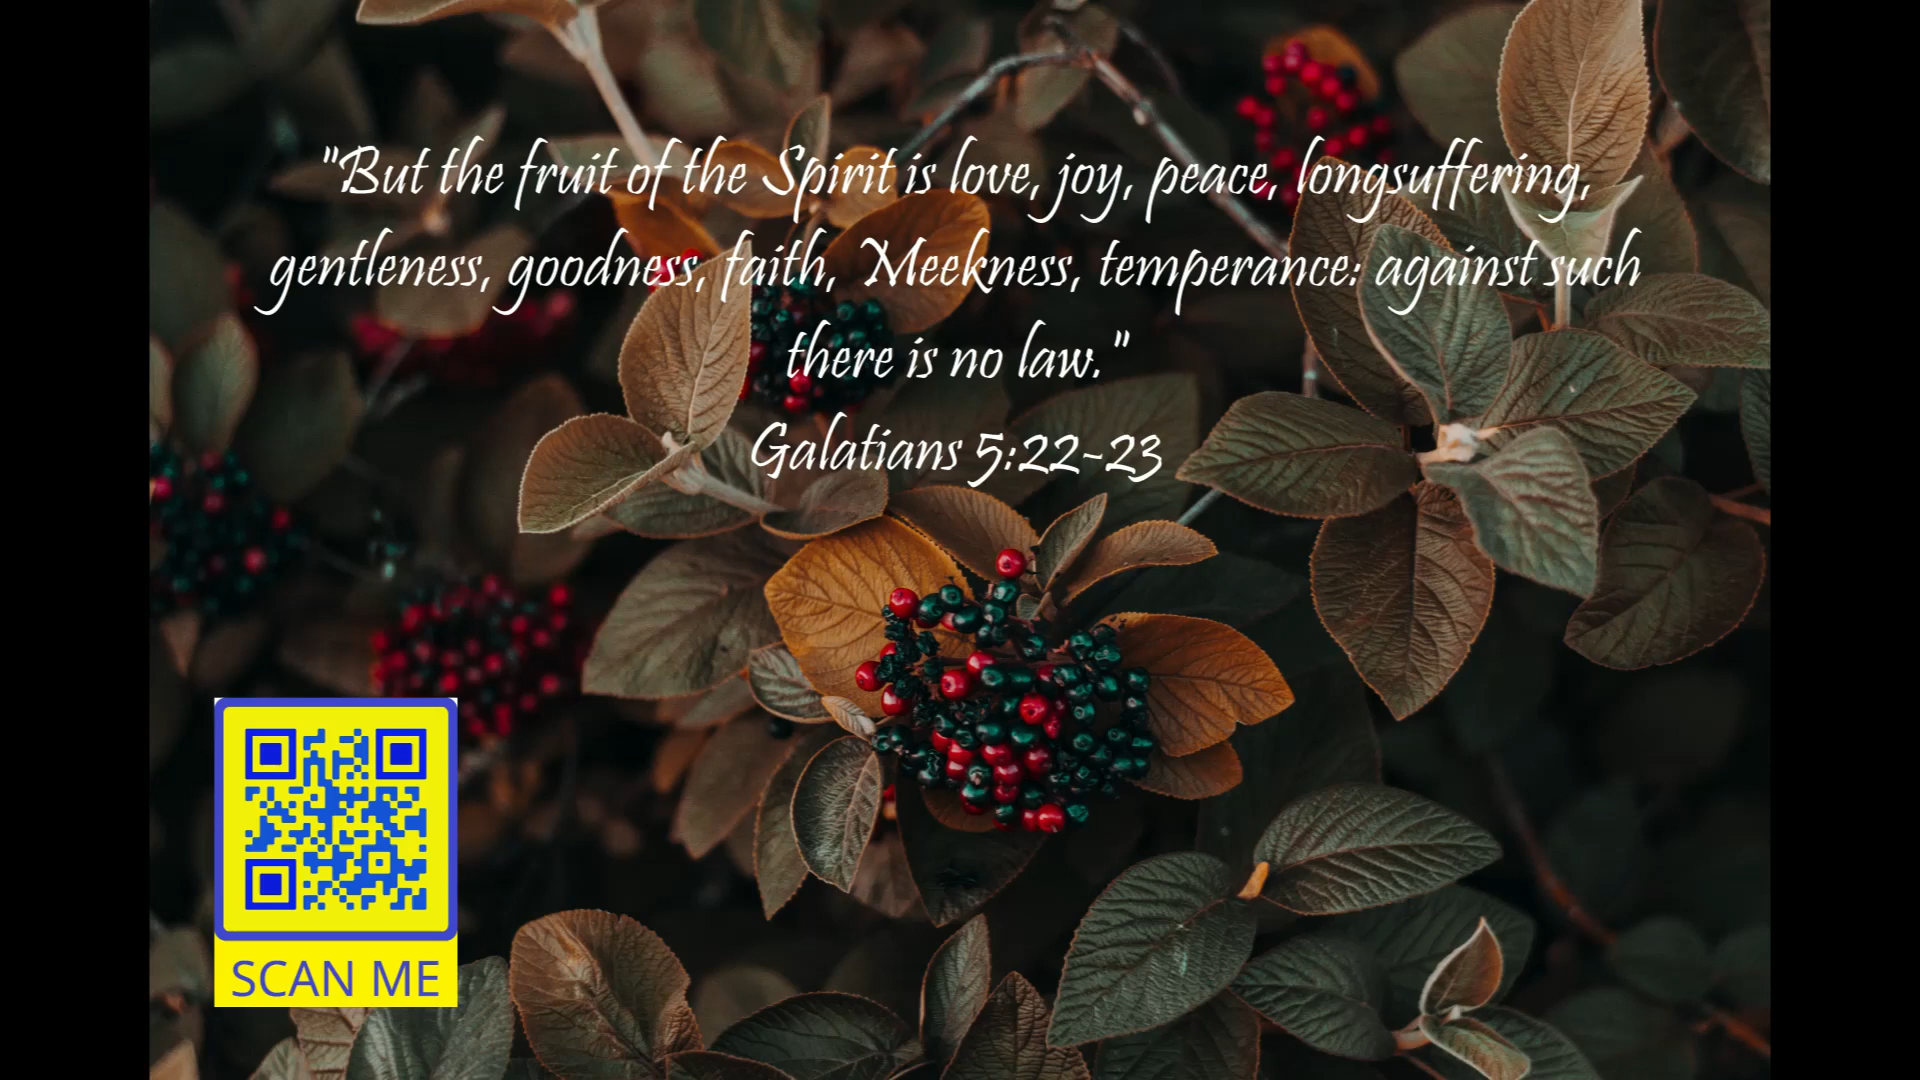 "But the fruit of the Spirit is love, joy, peace, longsuffering,
gentleness, goodness, faith, Meekness, temperance: against such
there is no law."
Galatians 5:22-23
SCAN ME